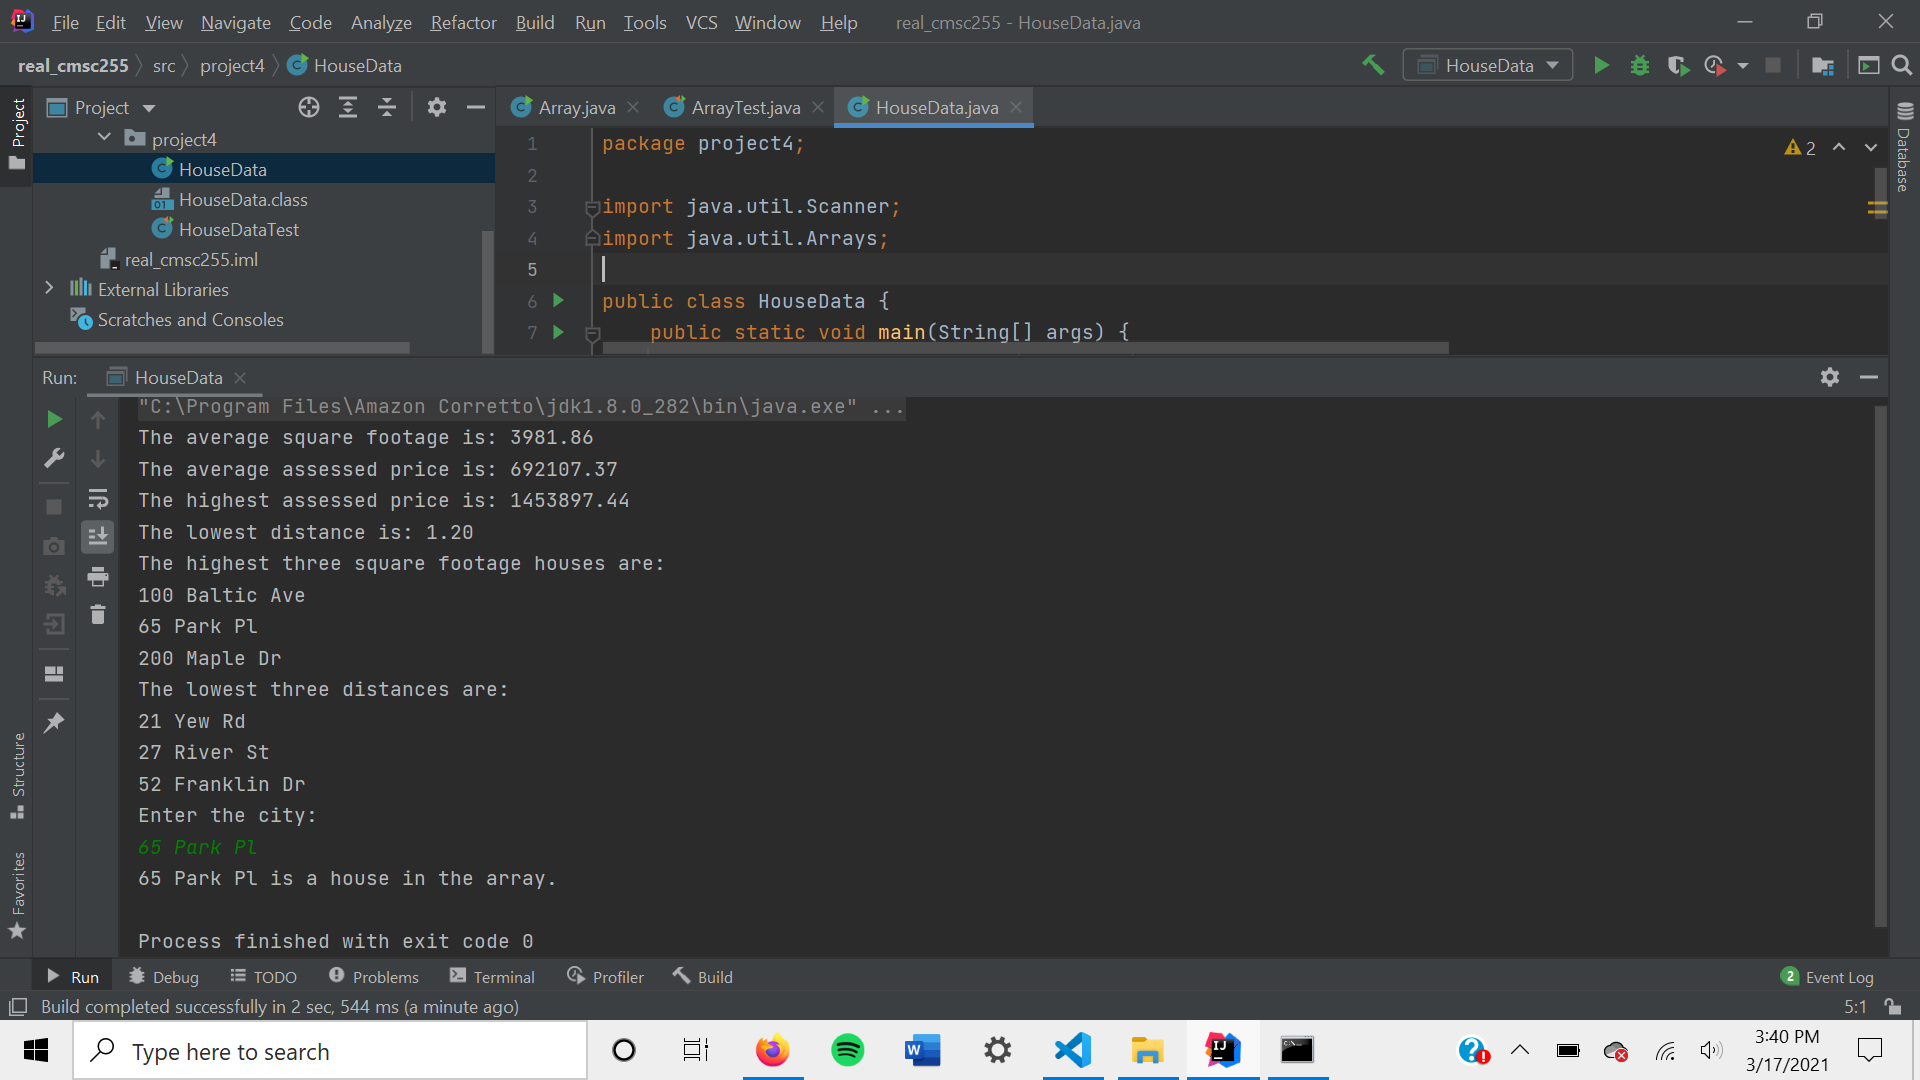 File Edit View Navigate Code Analyze Refactor Build Run Tools VCS Window Help real_cmsc255 - HouseData.java
real_cmsc255 src project4 HouseData HouseData
Project
Project
Array.java ArrayTest.java HouseData.java
project4
HouseData
HouseData.class
HouseDataTest
real_cmsc255.iml
External Libraries
Scratches and Consoles
1 package project4;
2
3 import java.util.Scanner;
4 import java.util.Arrays;
5
6 public class HouseData {
7 public static void main(String[] args) {
2
Database
Run: HouseData
"C:\Program Files\Amazon Corretto\jdk1.8.0_282\bin\java.exe" ...
The average square footage is: 3981.86
The average assessed price is: 692107.37
The highest assessed price is: 1453897.44
The lowest distance is: 1.20
The highest three square footage houses are:
100 Baltic Ave
65 Park Pl
200 Maple Dr
The lowest three distances are:
21 Yew Rd
27 River St
52 Franklin Dr
Enter the city:
65 Park Pl
65 Park Pl is a house in the array.
Process finished with exit code 0
Structure
Favorites
Run Debug TODO Problems Terminal Profiler Build 2 Event Log
Build completed successfully in 2 sec, 544 ms (a minute ago) 5:1
Type here to search
3:40 PM
3/17/2021